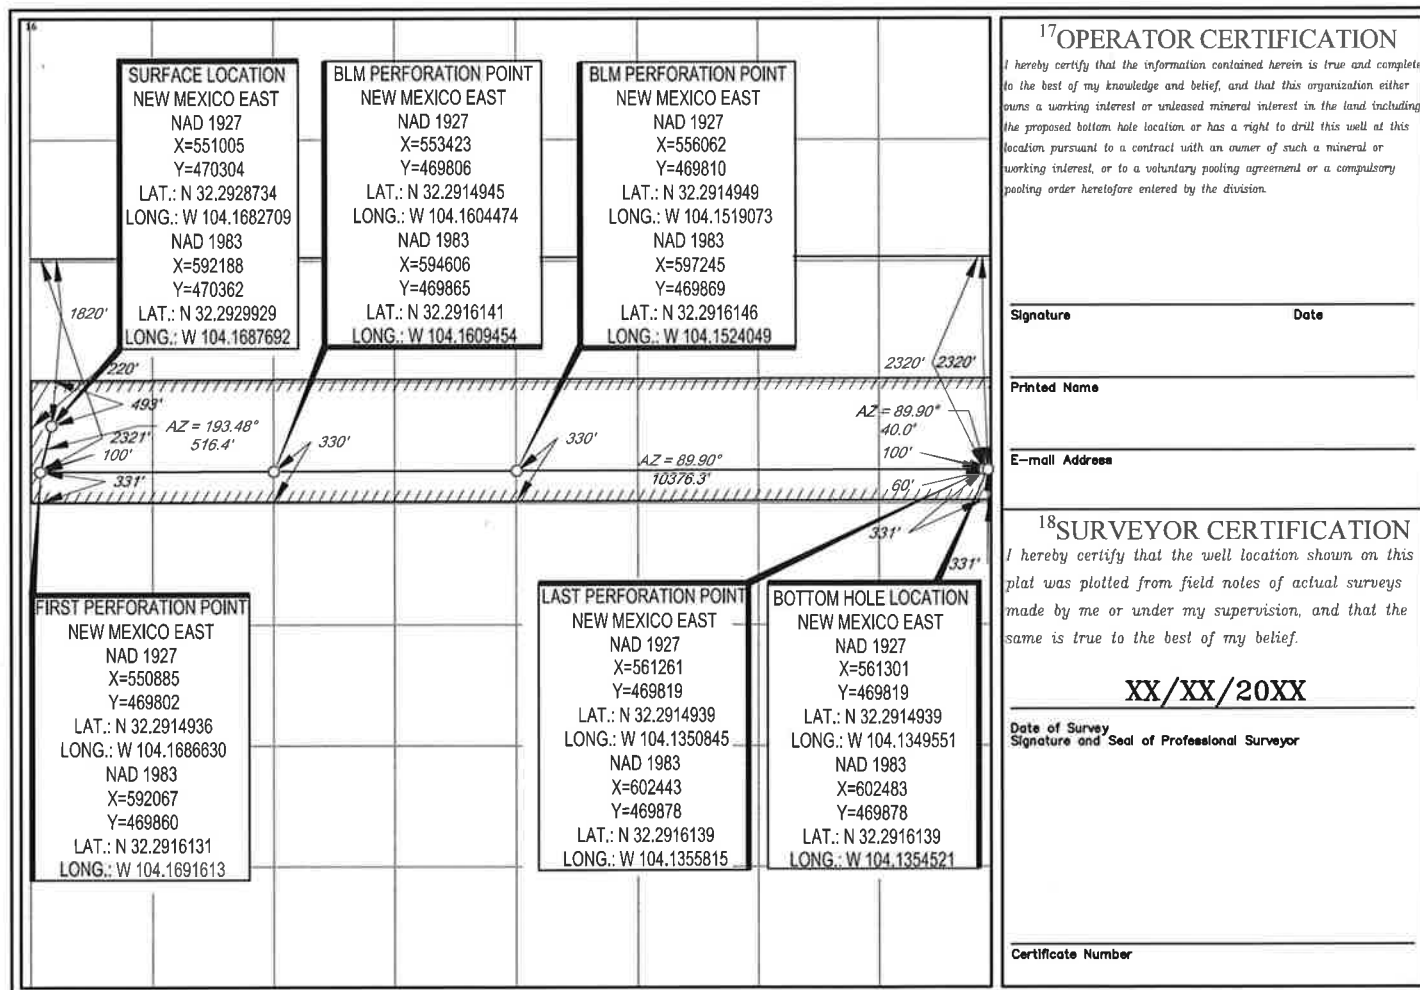 16
SURFACE LOCATION
NEW MEXICO EAST
NAD 1927
X=551005
Y=470304
LAT.: N 32.2928734
LONG.: W 104.1682709
NAD 1983
X=592188
Y=470362
LAT.: N 32.2929929
LONG.: W 104.1687692
BLM PERFORATION POINT
NEW MEXICO EAST
NAD 1927
X=553423
Y=469806
LAT.: N 32.2914945
LONG.: W 104.1604474
NAD 1983
X=594606
Y=469865
LAT.: N 32.2916141
LONG.: W 104.1609454
BLM PERFORATION POINT
NEW MEXICO EAST
NAD 1927
X=556062
Y=469810
LAT.: N 32.2914949
LONG.: W 104.1519073
NAD 1983
X=597245
Y=469869
LAT.: N 32.2916146
LONG.: W 104.1524049
1820'
220'
493'
2321'
100'
331'
AZ = 193.48°
516.4'
330'
330'
AZ = 89.90°
10376.3'
2320'
2320'
AZ = 89.90°
40.0'
100'
60'
331'
331'
FIRST PERFORATION POINT
NEW MEXICO EAST
NAD 1927
X=550885
Y=469802
LAT.: N 32.2914936
LONG.: W 104.1686630
NAD 1983
X=592067
Y=469860
LAT.: N 32.2916131
LONG.: W 104.1691613
LAST PERFORATION POINT
NEW MEXICO EAST
NAD 1927
X=561261
Y=469819
LAT.: N 32.2914939
LONG.: W 104.1350845
NAD 1983
X=602443
Y=469878
LAT.: N 32.2916139
LONG.: W 104.1355815
BOTTOM HOLE LOCATION
NEW MEXICO EAST
NAD 1927
X=561301
Y=469819
LAT.: N 32.2914939
LONG.: W 104.1349551
NAD 1983
X=602483
Y=469878
LAT.: N 32.2916139
LONG.: W 104.1354521
17 OPERATOR CERTIFICATION
I hereby certify that the information contained herein is true and complete
to the best of my knowledge and belief, and that this organization either
owns a working interest or unleased mineral interest in the land including
the proposed bottom hole location or has a right to drill this well at this
location pursuant to a contract with an owner of such a mineral or
working interest, or to a voluntary pooling agreement or a compulsory
pooling order heretofore entered by the division.
Signature Date
Printed Name
E-mail Address
18 SURVEYOR CERTIFICATION
I hereby certify that the well location shown on this
plat was plotted from field notes of actual surveys
made by me or under my supervision, and that the
same is true to the best of my belief.
XX/XX/20XX
Date of Survey
Signature and Seal of Professional Surveyor
Certificate Number